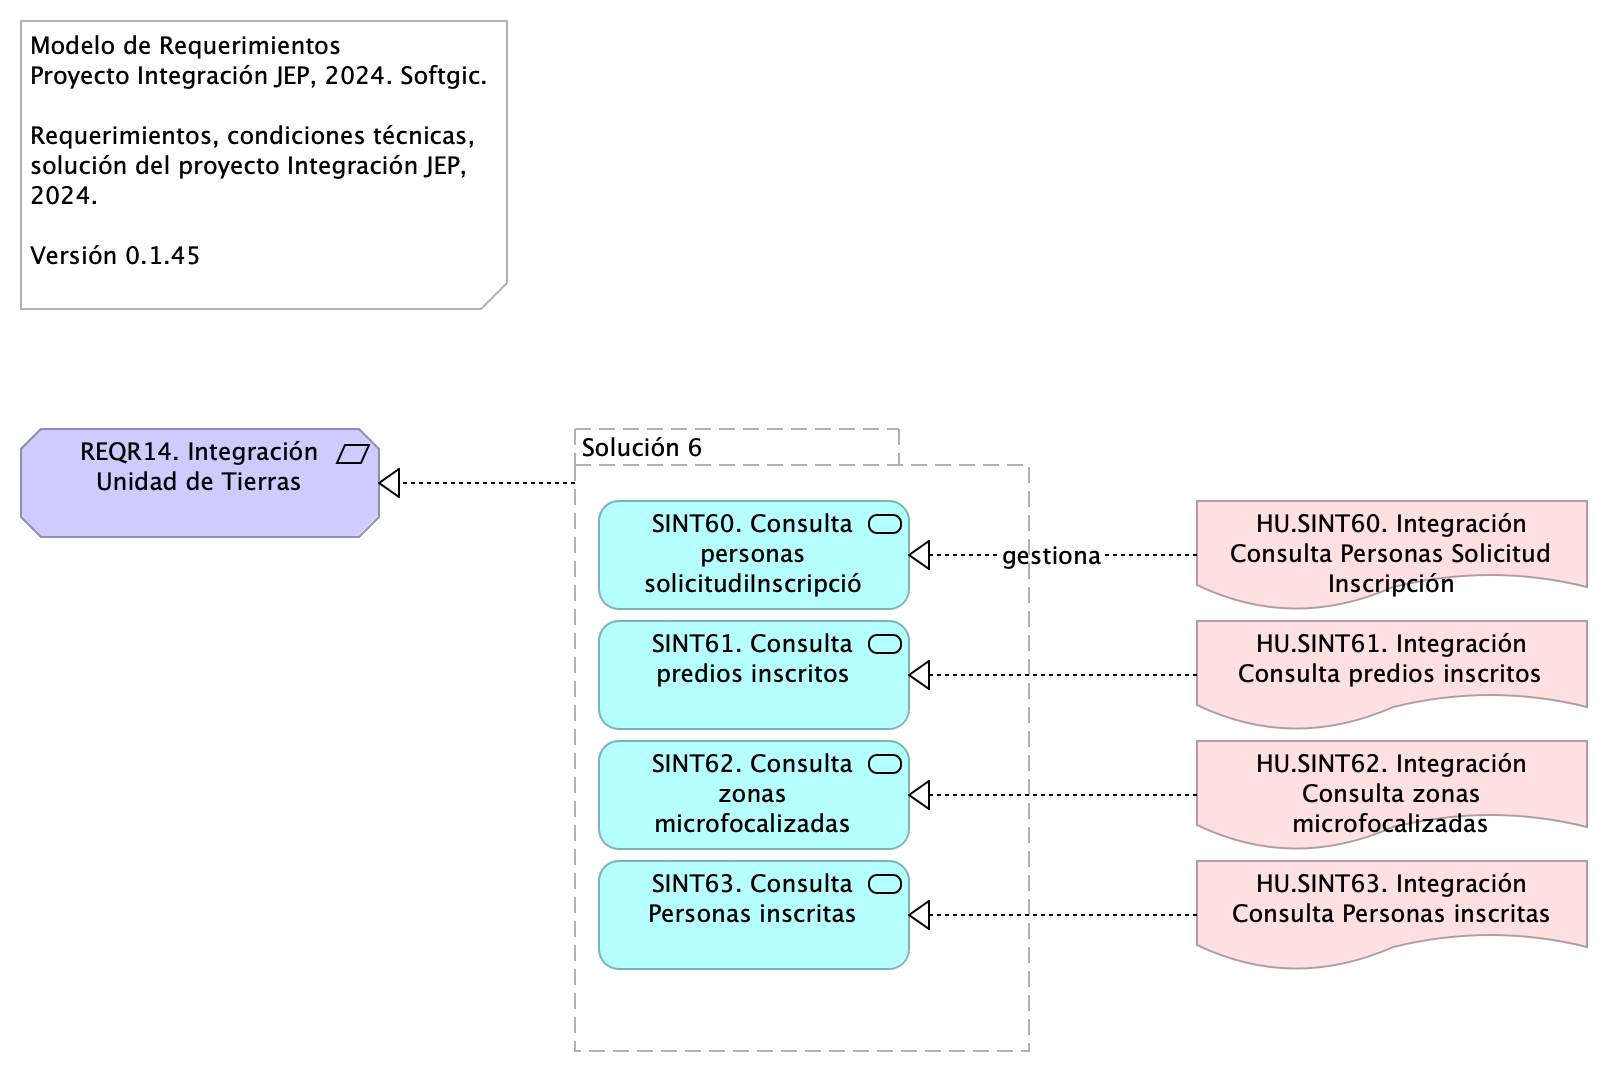 Modelo de Requerimientos
Proyecto Integración JEP, 2024. Softgic.
Requerimientos, condiciones técnicas,
solución del proyecto Integración JEP,
2024.
Versión 0.1.45
REQR14. Integración
Unidad de Tierras
Solución 6
SINT60. Consulta
personas
solicitudiInscripció
gestiona
HU.SINT60. Integración
Consulta Personas Solicitud
Inscripción
SINT61. Consulta
predios inscritos
HU.SINT61. Integración
Consulta predios inscritos
SINT62. Consulta
zonas
microfocalizadas
HU.SINT62. Integración
Consulta zonas
microfocalizadas
SINT63. Consulta
Personas inscritas
HU.SINT63. Integración
Consulta Personas inscritas